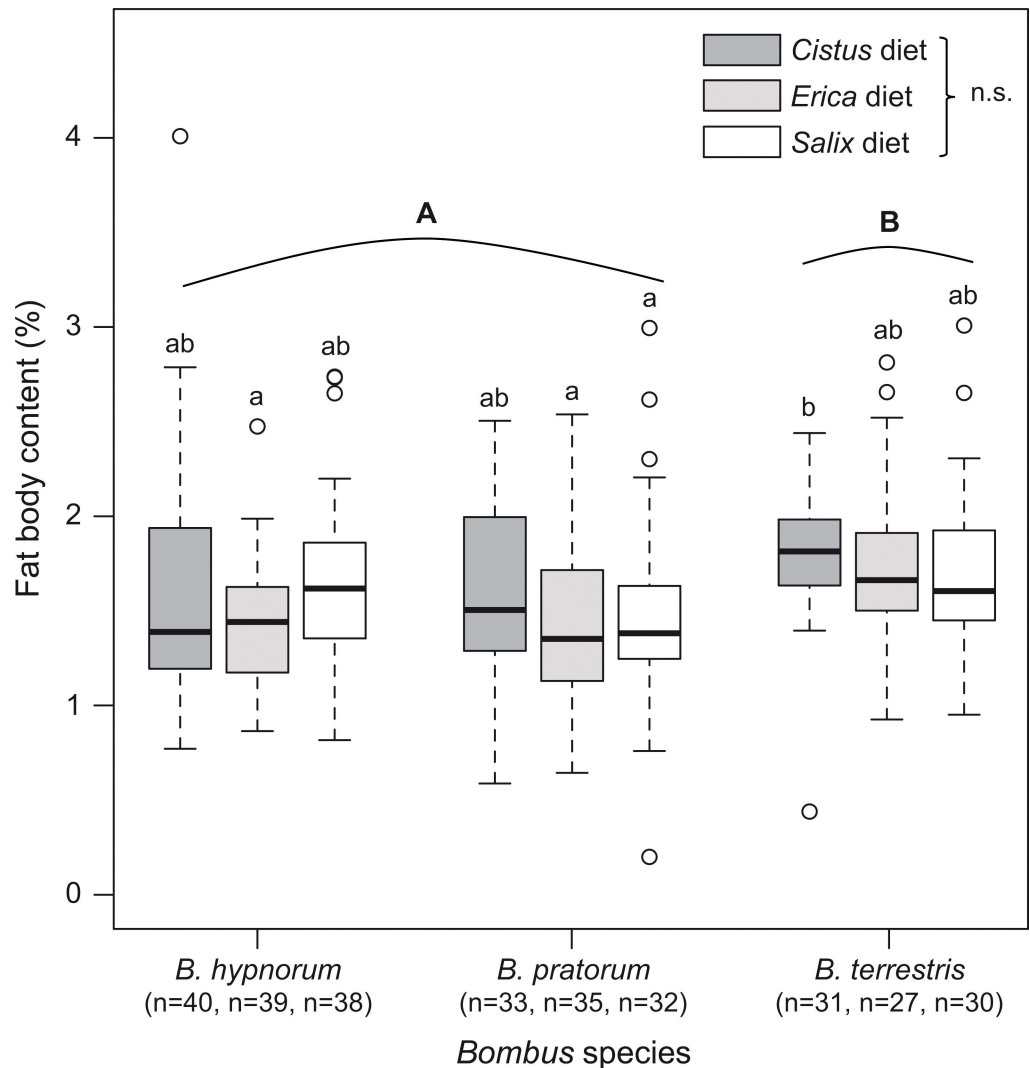 Cistus diet
Erica diet
n.s.
Salix diet
4
A
B
3
2
1
0
Fat body content (%)
ab
a
ab
ab
a
a
b
ab
ab
B. hypnorum
(n=40, n=39, n=38)
B. pratorum
(n=33, n=35, n=32)
B. terrestris
(n=31, n=27, n=30)
Bombus species